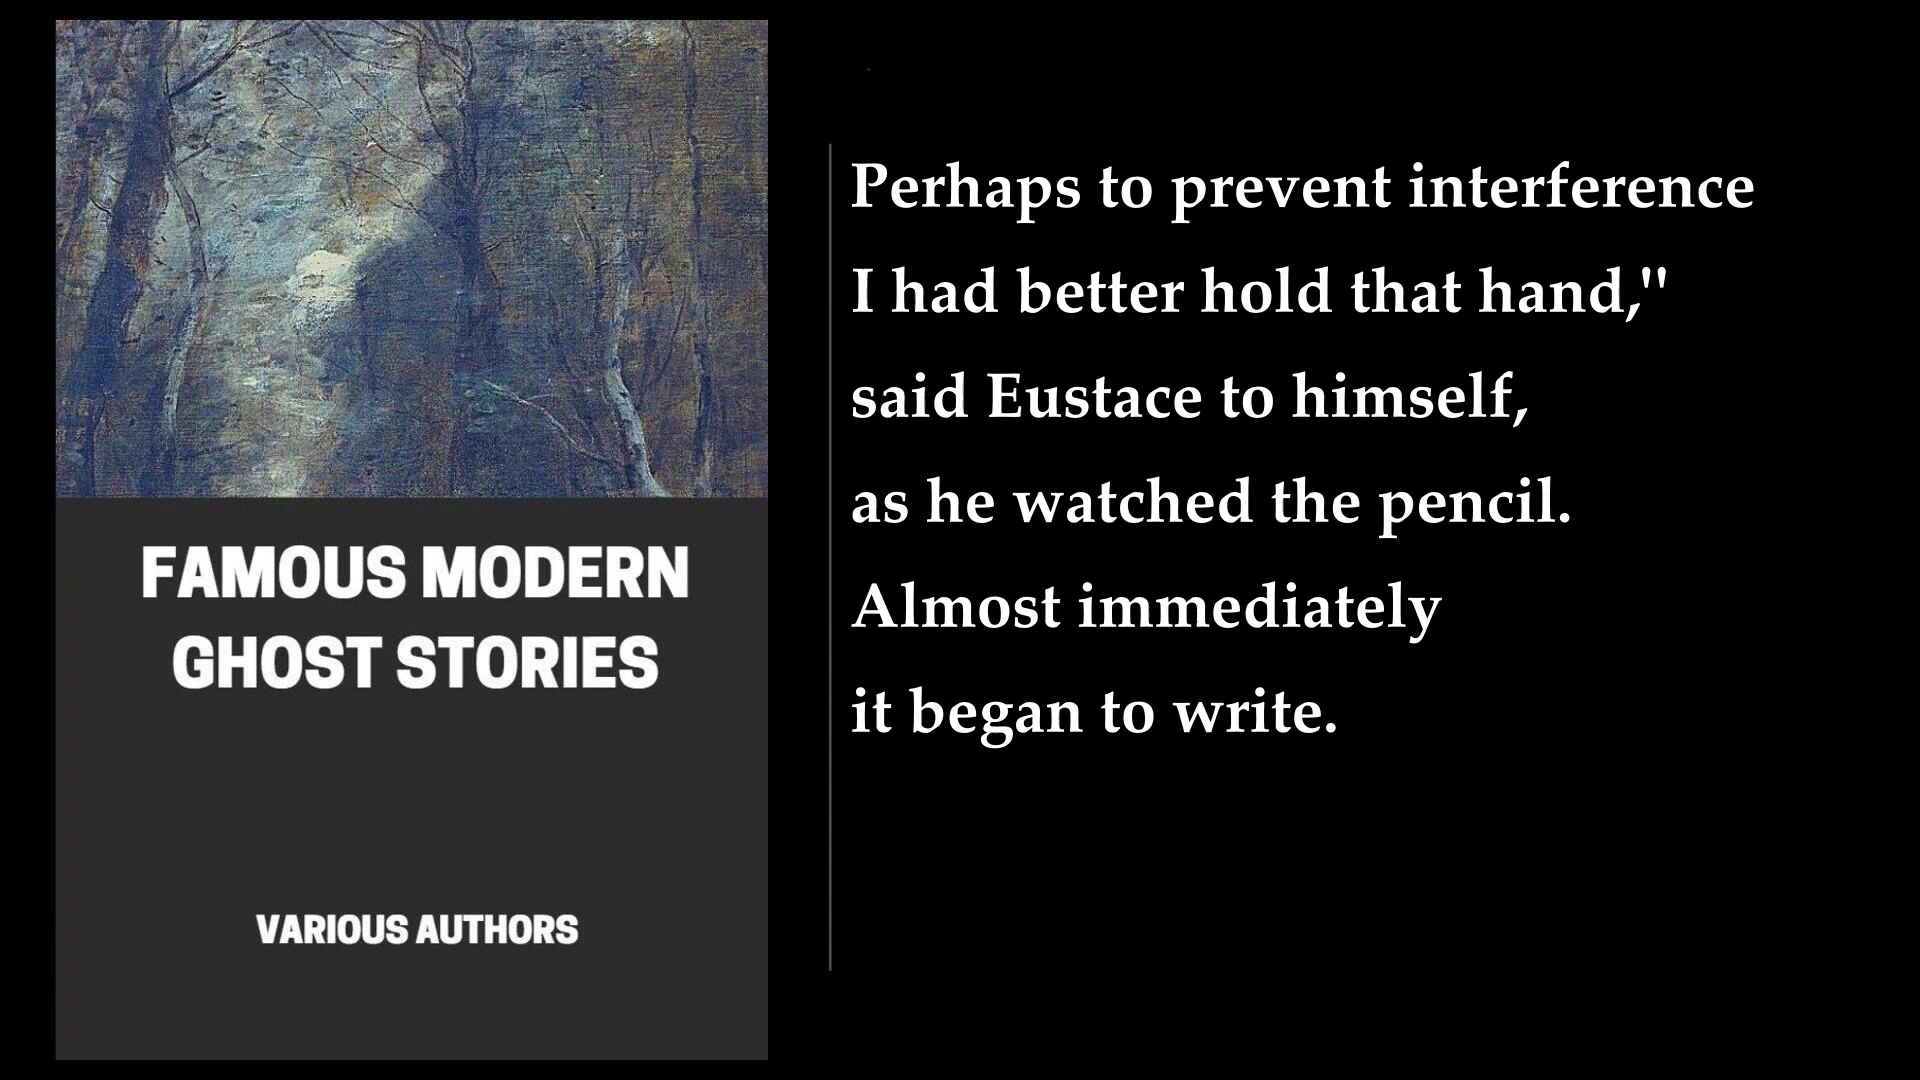 FAMOUS MODERN
GHOST STORIES
VARIOUS AUTHORS
Perhaps to prevent interference
I had better hold that hand,"
said Eustace to himself,
as he watched the pencil.
Almost immediately
it began to write.